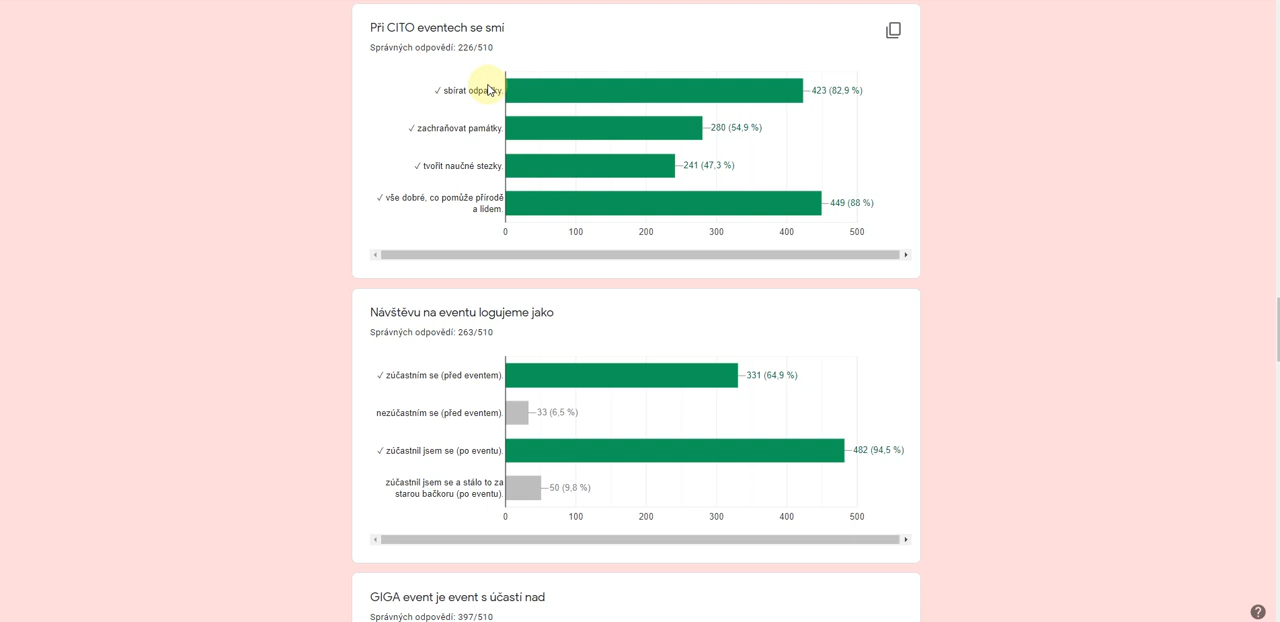 Při CITO eventech se smí
Správných odpovědí: 226/510
✓ sbírat odpadky.
423 (82,9 %)
✓ zachraňovat památky.
280 (54,9 %)
✓ tvořit naučné stezky.
241 (47,3 %)
✓ vše dobré, co pomůže přírodě
a lidem.
449 (88 %)
0 100 200 300 400 500
Návštěvu na eventu logujeme jako
Správných odpovědí: 263/510
✓ zúčastním se (před eventem).
331 (64,9 %)
nezúčastním se (před eventem).
33 (6,5 %)
✓ zúčastnil jsem se (po eventu).
482 (94,5 %)
zúčastnil jsem se a stálo to za
starou bačkoru (po eventu).
50 (9,8 %)
0 100 200 300 400 500
GIGA event je event s účastí nad
Správných odpovědí: 397/510
?